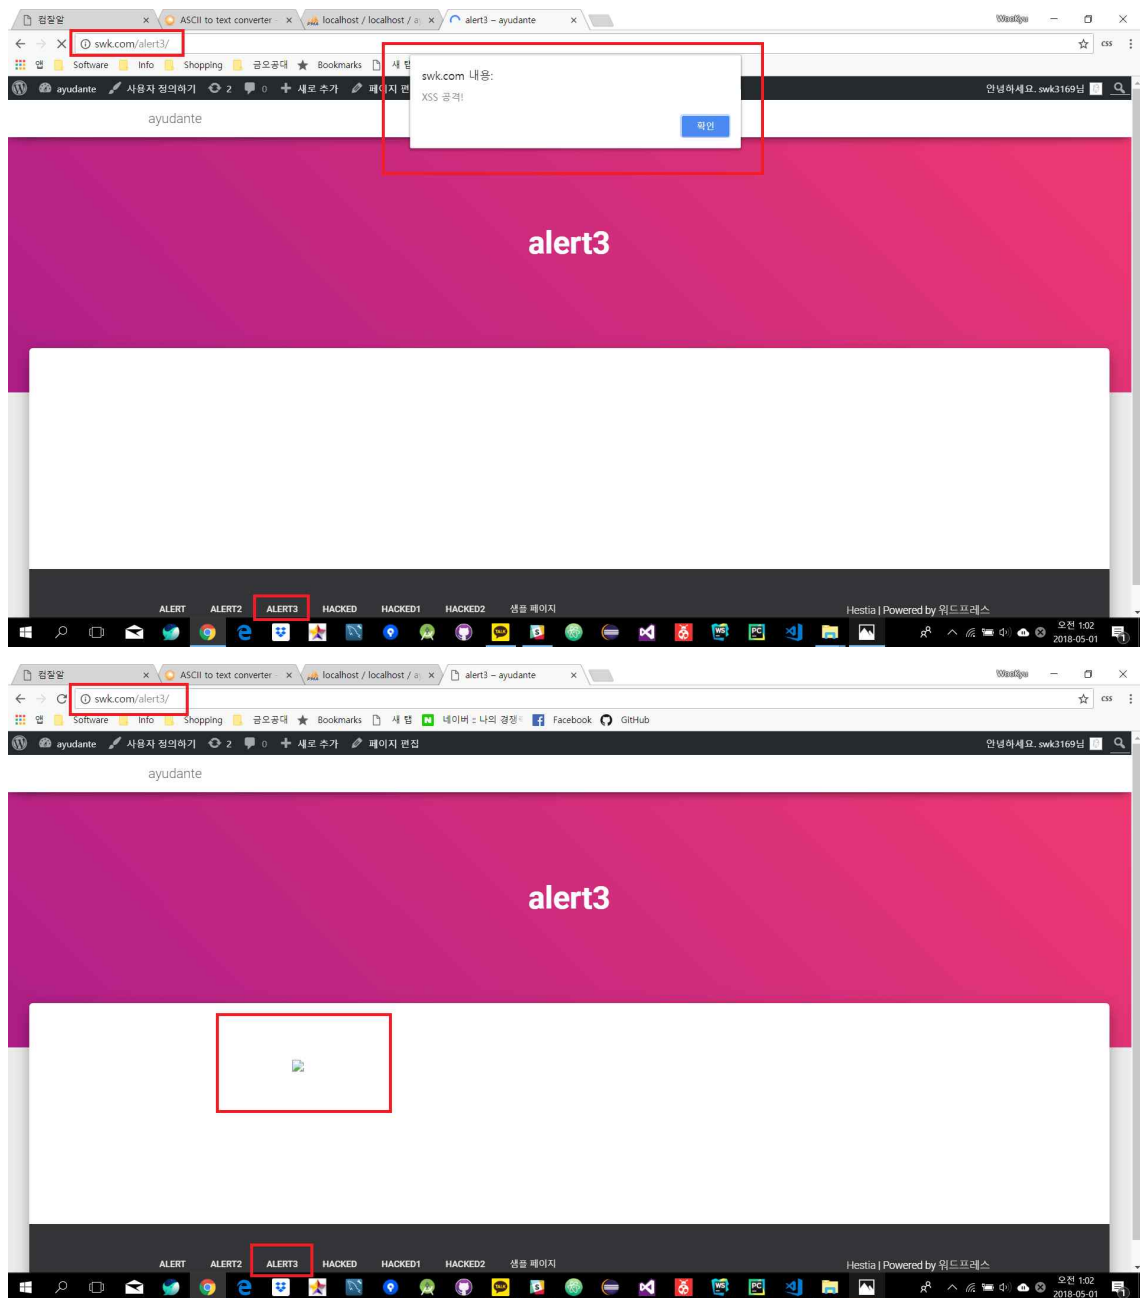 컴잘알
ASCII to text converter
localhost / localhost / a
alert3 – ayudante
WooKyu
swk.com/alert3/
css
앱 Software Info Shopping 금오공대 Bookmarks 새 탭
swk.com 내용:
XSS 공격!
확인
ayudante 사용자 정의하기 2 0 새로 추가 페이지 편
안녕하세요. swk3169님
ayudante
alert3
ALERT ALERT2 ALERT3 HACKED HACKED1 HACKED2 샘플 페이지
Hestia | Powered by 워드프레스
오전 1:02
2018-05-01
컴잘알
ASCII to text converter
localhost / localhost / a
alert3 – ayudante
WooKyu
swk.com/alert3/
css
앱 Software Info Shopping 금오공대 Bookmarks 새 탭 네이버 :: 나의 경쟁 Facebook GitHub
ayudante 사용자 정의하기 2 0 새로 추가 페이지 편집
안녕하세요. swk3169님
ayudante
alert3
ALERT ALERT2 ALERT3 HACKED HACKED1 HACKED2 샘플 페이지
Hestia | Powered by 워드프레스
오전 1:02
2018-05-01